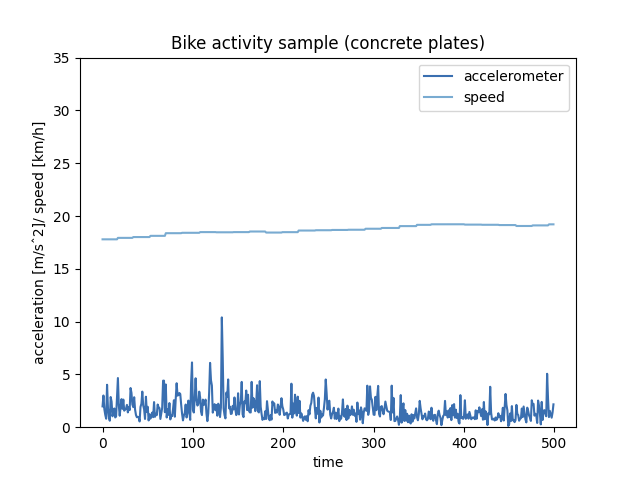 Bike activity sample (concrete plates)
accelerometer
speed
acceleration [m/s^2]/ speed [km/h]
35
30
25
20
15
10
5
0
0 100 200 300 400 500
time